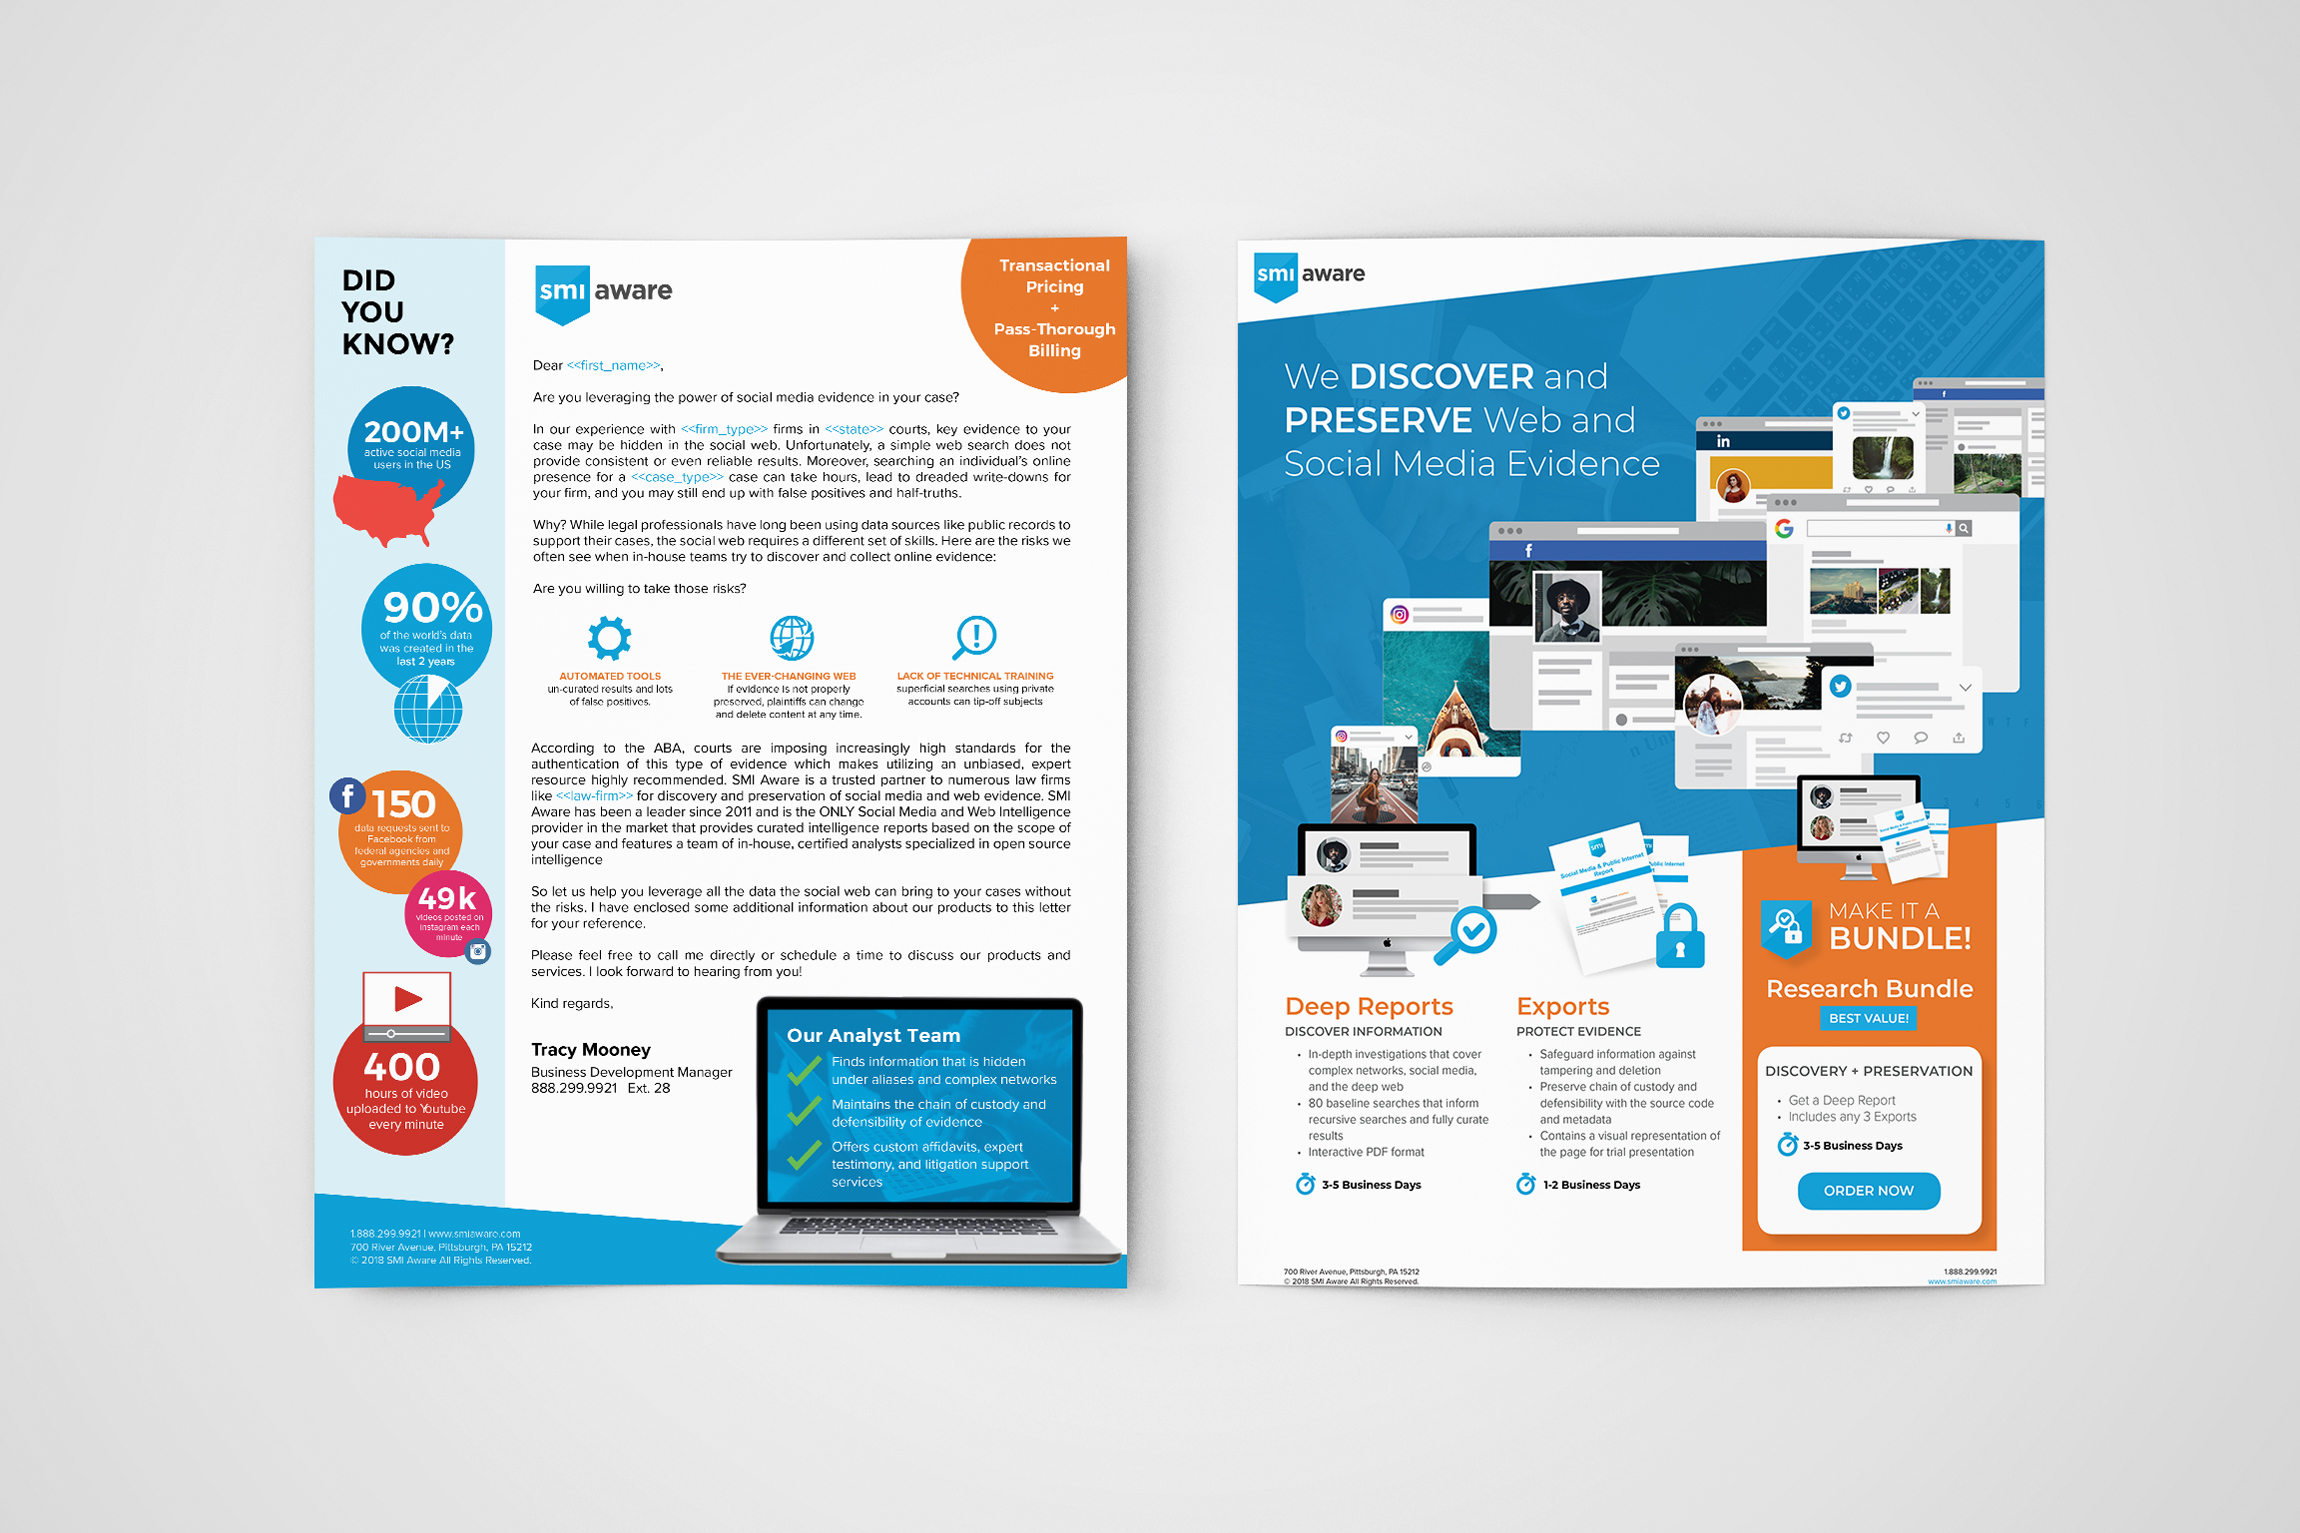 DID
YOU
KNOW?
200M+
active social media
users in the US
90%
of the world's data
was created in the
last 2 years
f
150
data requests sent to
Facebook from
federal agencies and
governments daily
49k
videos posted on
Instagram each
minute
400
hours of video
uploaded to Youtube
every minute
1.888.299.9921 | www.smiaware.com
700 River Avenue, Pittsburgh, PA 15212
© 2018 SMI Aware All Rights Reserved.
smi aware
Transactional
Pricing
+
Pass-Thorough
Billing
Dear <<first_name>>,
Are you leveraging the power of social media evidence in your case?
In our experience with <<firm_type>> firms in <<state>> courts, key evidence to your
case may be hidden in the social web. Unfortunately, a simple web search does not
provide consistent or even reliable results. Moreover, searching an individual's online
presence for a <<case_type>> case can take hours, lead to dreaded write-downs for
your firm, and you may still end up with false positives and half-truths.
Why? While legal professionals have long been using data sources like public records to
support their cases, the social web requires a different set of skills. Here are the risks we
often see when in-house teams try to discover and collect online evidence:
Are you willing to take those risks?
AUTOMATED TOOLS
un-curated results and lots
of false positives.
THE EVER-CHANGING WEB
If evidence is not properly
preserved, plaintiffs can change
and delete content at any time.
LACK OF TECHNICAL TRAINING
superficial searches using private
accounts can tip-off subjects
According to the ABA, courts are imposing increasingly high standards for the
authentication of this type of evidence which makes utilizing an unbiased, expert
resource highly recommended. SMI Aware is a trusted partner to numerous law firms
like <<law-firm>> for discovery and preservation of social media and web evidence. SMI
Aware has been a leader since 2011 and is the ONLY Social Media and Web Intelligence
provider in the market that provides curated intelligence reports based on the scope of
your case and features a team of in-house, certified analysts specialized in open source
intelligence
So let us help you leverage all the data the social web can bring to your cases without
the risks. I have enclosed some additional information about our products to this letter
for your reference.
Please feel free to call me directly or schedule a time to discuss our products and
services. I look forward to hearing from you!
Kind regards,
Tracy Mooney
Business Development Manager
888.299.9921 Ext. 28
Our Analyst Team
Finds information that is hidden
under aliases and complex networks
Maintains the chain of custody and
defensibility of evidence
Offers custom affidavits, expert
testimony, and litigation support
services
smi aware
We DISCOVER and
PRESERVE Web and
Social Media Evidence
in
f
f
G
smi
Social Media & Public Internet
Report
Deep Reports
DISCOVER INFORMATION
• In-depth investigations that cover
complex networks, social media,
and the deep web
• 80 baseline searches that inform
recursive searches and fully curate
results
• Interactive PDF format
3-5 Business Days
Exports
PROTECT EVIDENCE
• Safeguard information against
tampering and deletion
• Preserve chain of custody and
defensibility with the source code
and metadata
• Contains a visual representation of
the page for trial presentation
1-2 Business Days
MAKE IT A
BUNDLE!
Research Bundle
BEST VALUE!
DISCOVERY + PRESERVATION
• Get a Deep Report
• Includes any 3 Exports
3-5 Business Days
ORDER NOW
700 River Avenue, Pittsburgh, PA 15212
© 2018 SMI Aware All Rights Reserved.
1.888.299.9921
www.smiaware.com